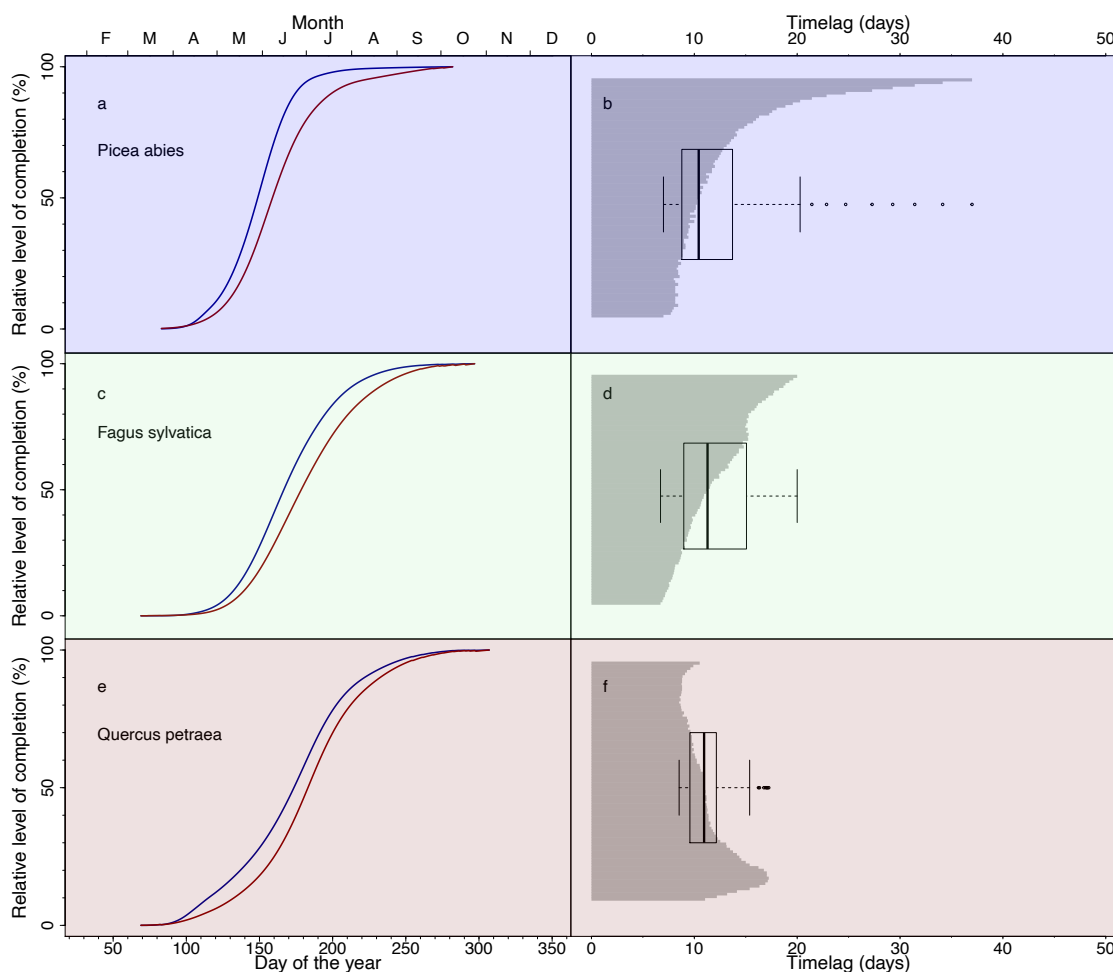 Month
Timelag (days)
F M A M J J A S O N D
0 10 20 30 40 50
Relative level of completion (%)
0 50 100
a
Picea abies
b
Relative level of completion (%)
0 50 100
c
Fagus sylvatica
d
Relative level of completion (%)
0 50 100
e
Quercus petraea
f
50 100 150 200 250 300 350
0 10 20 30 40 50
Day of the year
Timelag (days)